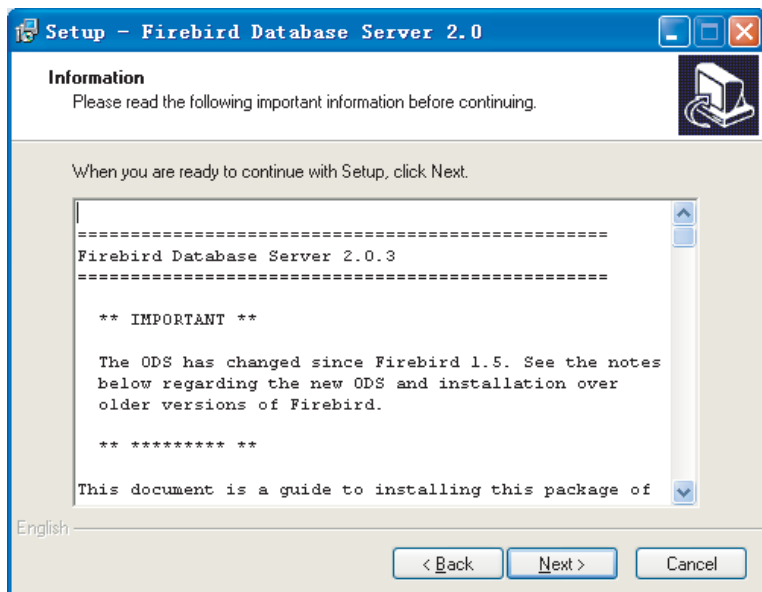 Setup - Firebird Database Server 2.0
Information
Please read the following important information before continuing.
When you are ready to continue with Setup, click Next.
==================================================
Firebird Database Server 2.0.3
==================================================
** IMPORTANT **
The ODS has changed since Firebird 1.5. See the notes
below regarding the new ODS and installation over
older versions of Firebird.
** ********* **
This document is a guide to installing this package of
English
< Back
Next >
Cancel